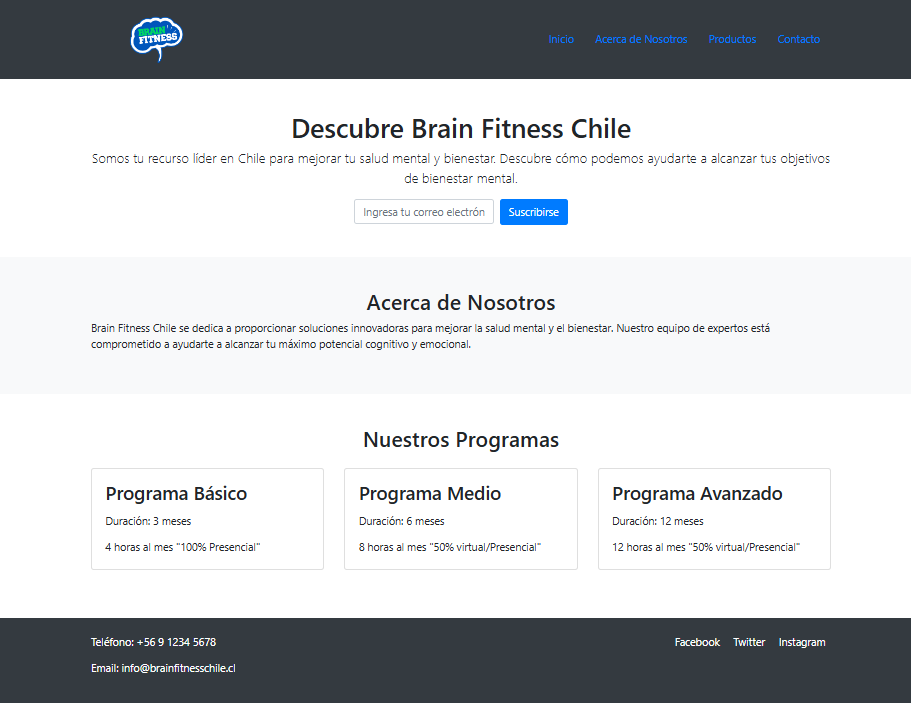 BRAIN
FITNESS
Inicio Acerca de Nosotros Productos Contacto
Descubre Brain Fitness Chile
Somos tu recurso líder en Chile para mejorar tu salud mental y bienestar. Descubre cómo podemos ayudarte a alcanzar tus objetivos
de bienestar mental.
Ingresa tu correo electrón Suscribirse
Acerca de Nosotros
Brain Fitness Chile se dedica a proporcionar soluciones innovadoras para mejorar la salud mental y el bienestar. Nuestro equipo de expertos está
comprometido a ayudarte a alcanzar tu máximo potencial cognitivo y emocional.
Nuestros Programas
Programa Básico
Duración: 3 meses
4 horas al mes "100% Presencial"
Programa Medio
Duración: 6 meses
8 horas al mes "50% virtual/Presencial"
Programa Avanzado
Duración: 12 meses
12 horas al mes "50% virtual/Presencial"
Teléfono: +56 9 1234 5678
Email: info@brainfitnesschile.cl
Facebook Twitter Instagram